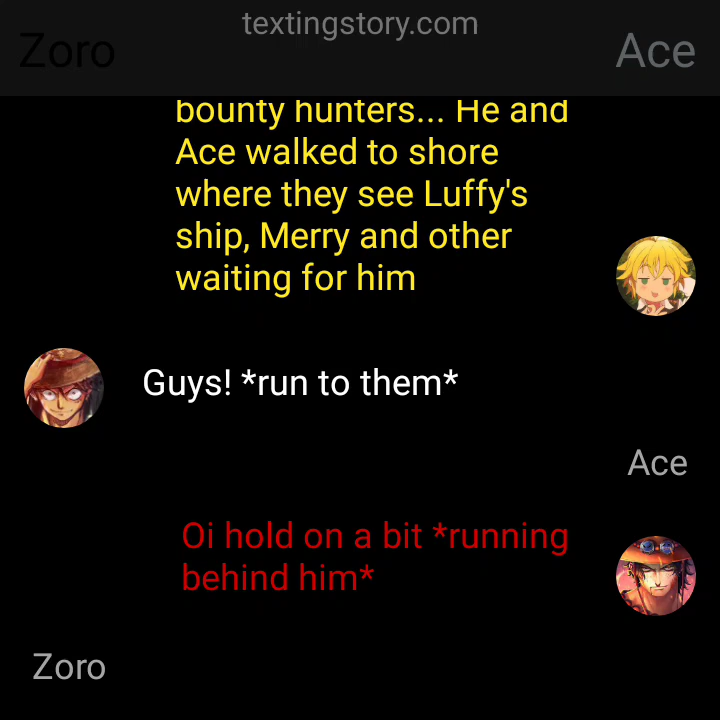 textingstory.com
Zoro
Ace
bounty hunters... He and
Ace walked to shore
where they see Luffy's
ship, Merry and other
waiting for him
Guys! *run to them*
Ace
Oi hold on a bit *running
behind him*
Zoro